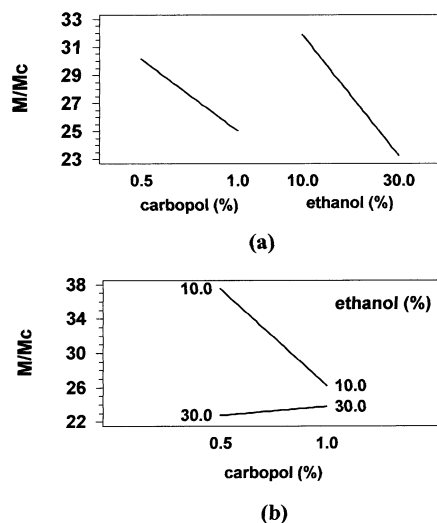 33
31
29
27
25
23
M/Mc
0.5 1.0 10.0 30.0
carbopol (%) ethanol (%)
(a)
38
34
30
26
22
M/Mc
ethanol (%)
10.0
10.0
30.0
30.0
0.5 1.0
carbopol (%)
(b)